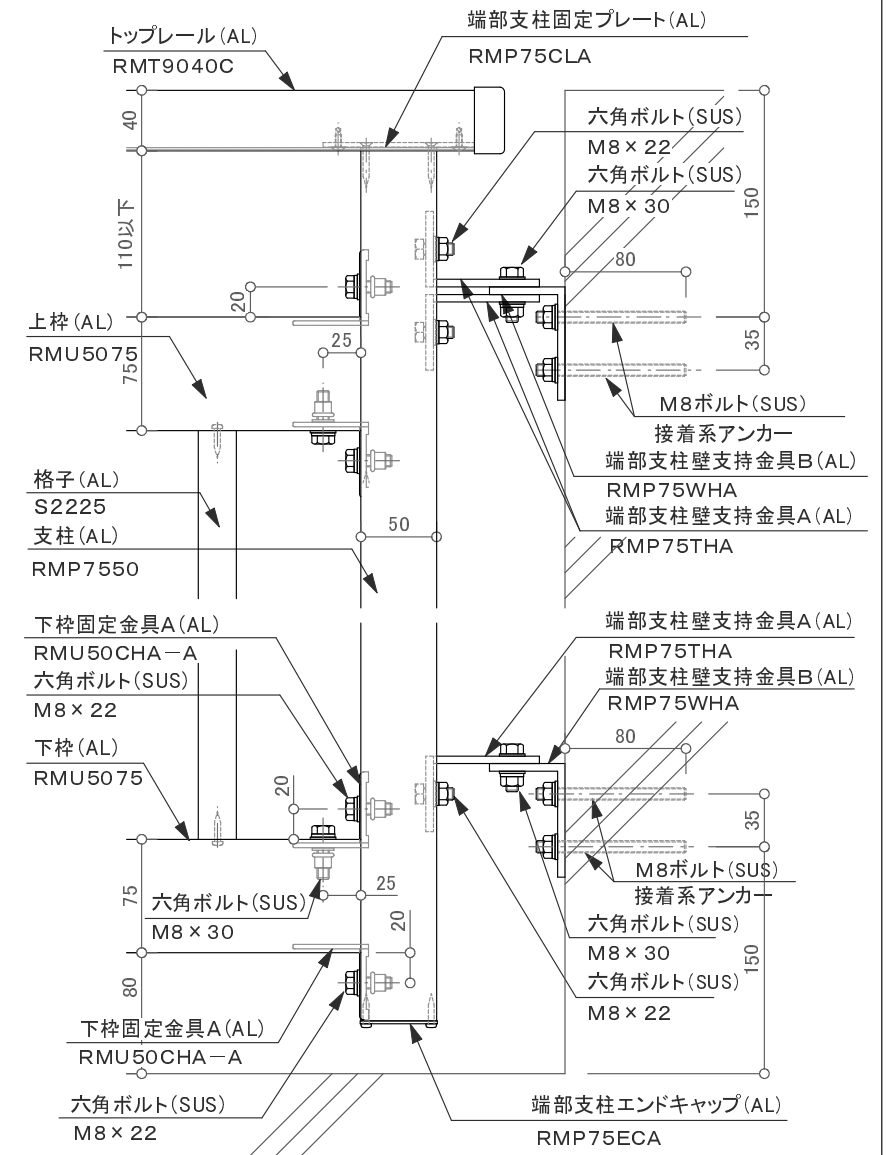 端部支柱固定プレート(AL)
RMP75CLA
トップレール(AL)
RMT9040C
40
六角ボルト(SUS)
M8×22
六角ボルト(SUS)
M8×30
150
110以下
80
20
上枠(AL)
RMU5075
75
25
35
M8ボルト(SUS)
接着系アンカー
端部支柱壁支持金具B(AL)
RMP75WHA
格子(AL)
S2225
端部支柱壁支持金具A(AL)
RMP75THA
50
支柱(AL)
RMP7550
下枠固定金具A(AL)
RMU50CHA-A
端部支柱壁支持金具A(AL)
RMP75THA
六角ボルト(SUS)
M8×22
端部支柱壁支持金具B(AL)
RMP75WHA
80
下枠(AL)
RMU5075
20
35
M8ボルト(SUS)
接着系アンカー
75
25
六角ボルト(SUS)
M8×30
20
六角ボルト(SUS)
M8×30
150
80
六角ボルト(SUS)
M8×22
下枠固定金具A(AL)
RMU50CHA-A
六角ボルト(SUS)
M8×22
端部支柱エンドキャップ(AL)
RMP75ECA